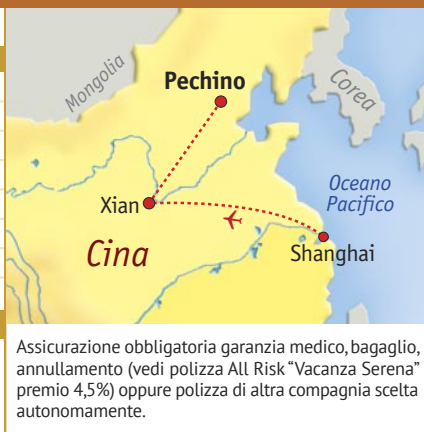 Mongolia
Pechino
Corea
Oceano
Pacifico
Xian
Cina
Shanghai
Assicurazione obbligatoria garanzia medico, bagaglio,
annullamento (vedi polizza All Risk “Vacanza Serena”
premio 4,5%) oppure polizza di altra compagnia scelta
autonomamente.